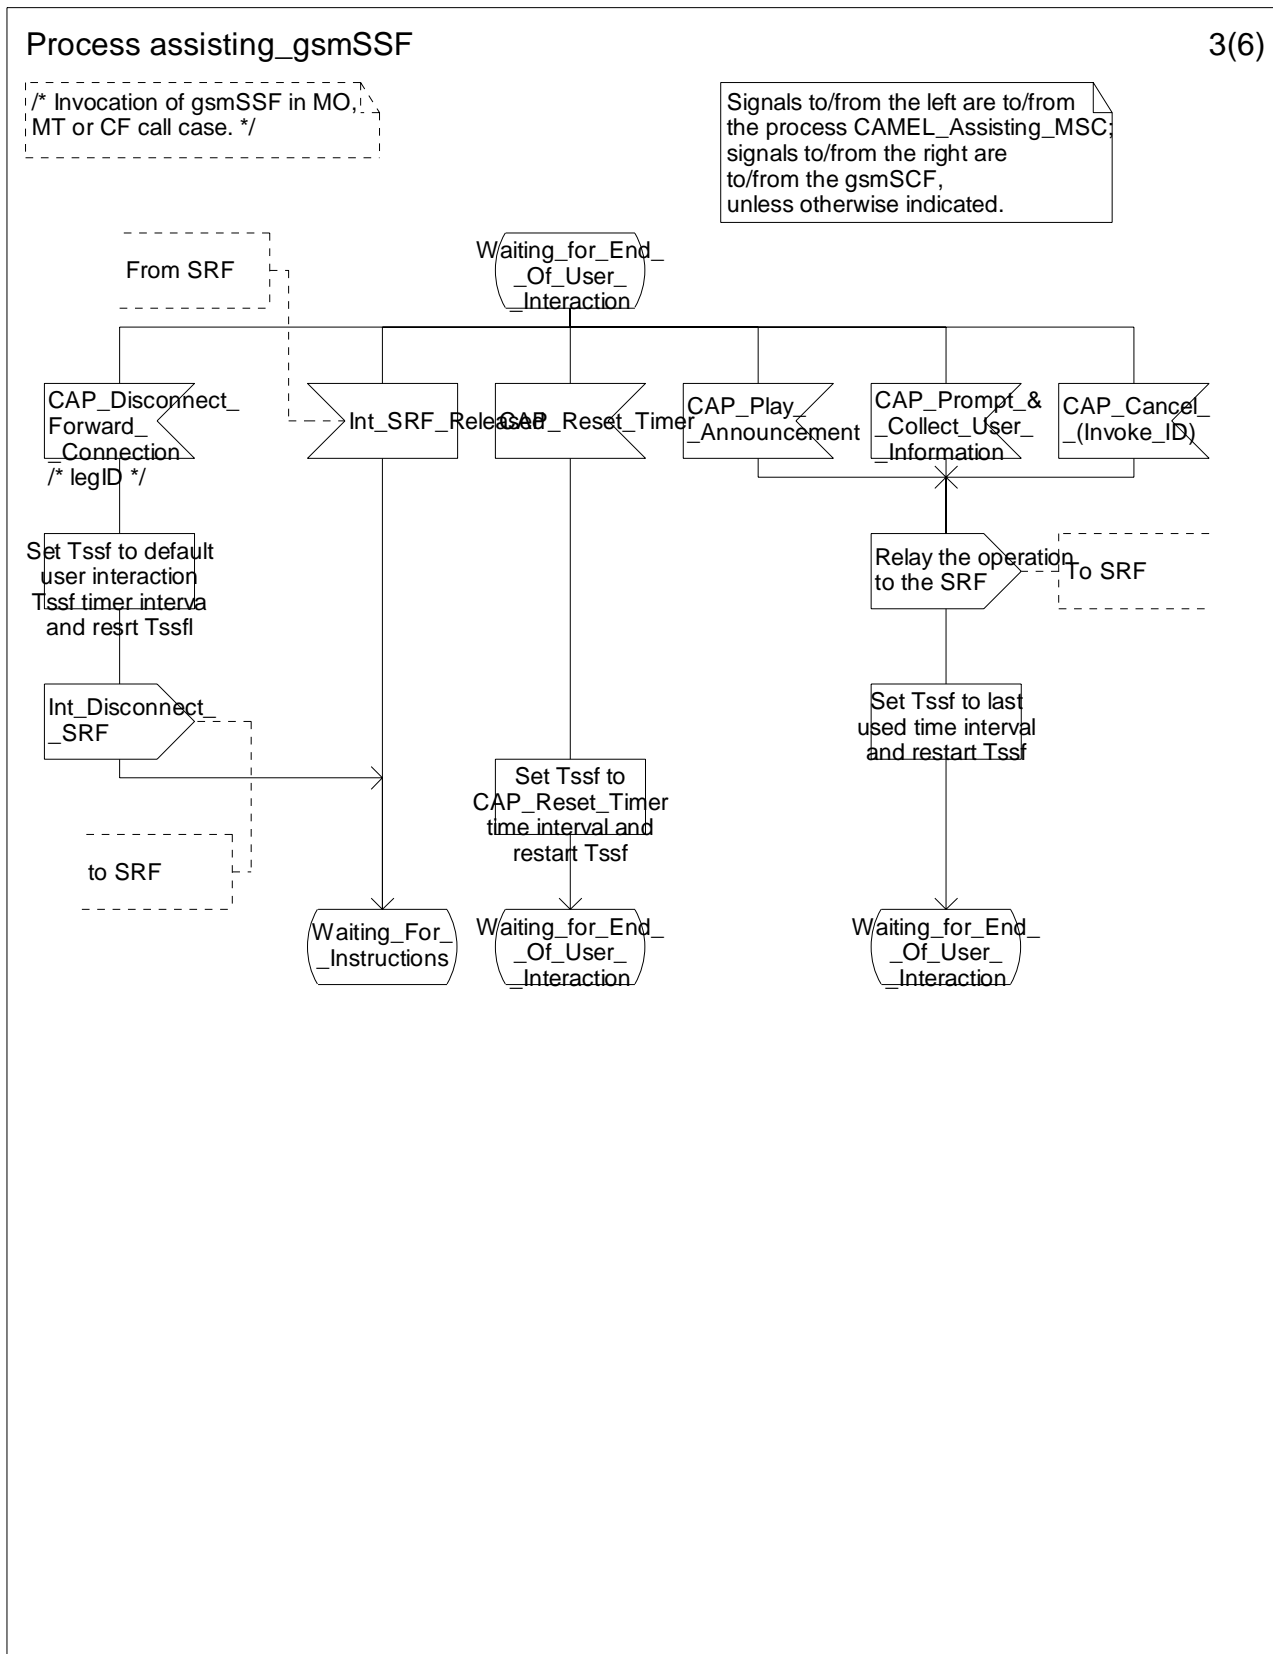 Process assisting_gsmSSF
3(6)
/* Invocation of gsmSSF in MO,
MT or CF call case. */
Signals to/from the left are to/from
the process CAMEL_Assisting_MSC;
signals to/from the right are
to/from the gsmSCF,
unless otherwise indicated.
From SRF
Waiting_for_End_
_Of_User_
_Interaction
CAP_Disconnect_
Forward_
_Connection
/* legID */
Int_SRF_Released
CAP_Reset_Timer
CAP_Play_
_Announcement
CAP_Prompt_&
_Collect_User_
_Information
CAP_Cancel_
_(Invoke_ID)
Set Tssf to default
user interaction
Tssf timer interva
and resrt Tssfl
Relay the operation
to the SRF
To SRF
Int_Disconnect_
_SRF
Set Tssf to last
used time interval
and restart Tssf
Set Tssf to
CAP_Reset_Timer
time interval and
restart Tssf
to SRF
Waiting_For_
_Instructions
Waiting_for_End_
_Of_User_
_Interaction
Waiting_for_End_
_Of_User_
_Interaction